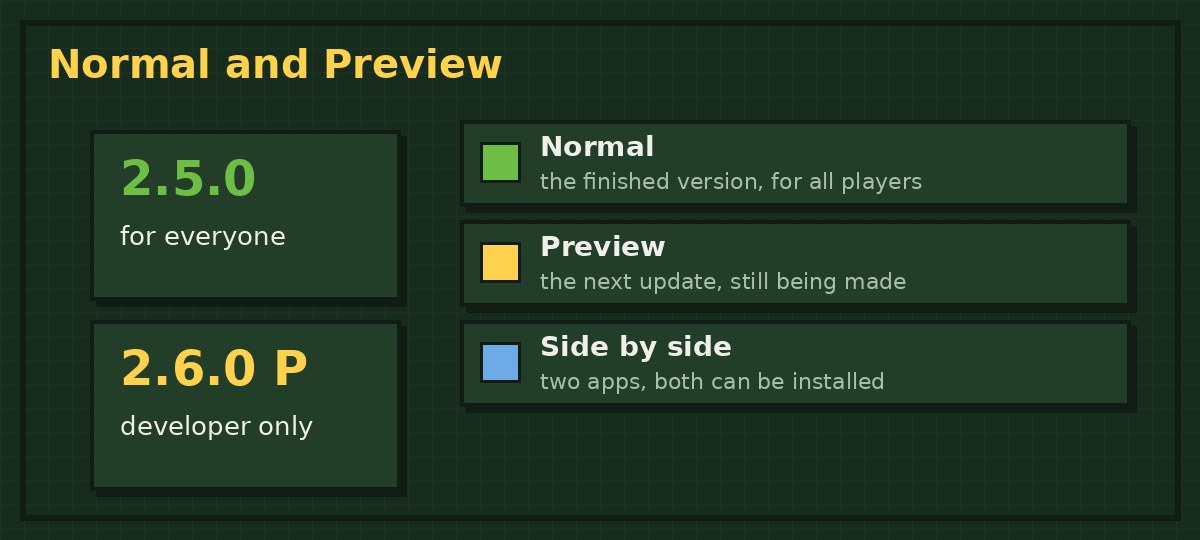 Normal and Preview
2.5.0
for everyone
2.6.0 P
developer only
Normal
the finished version, for all players
Preview
the next update, still being made
Side by side
two apps, both can be installed